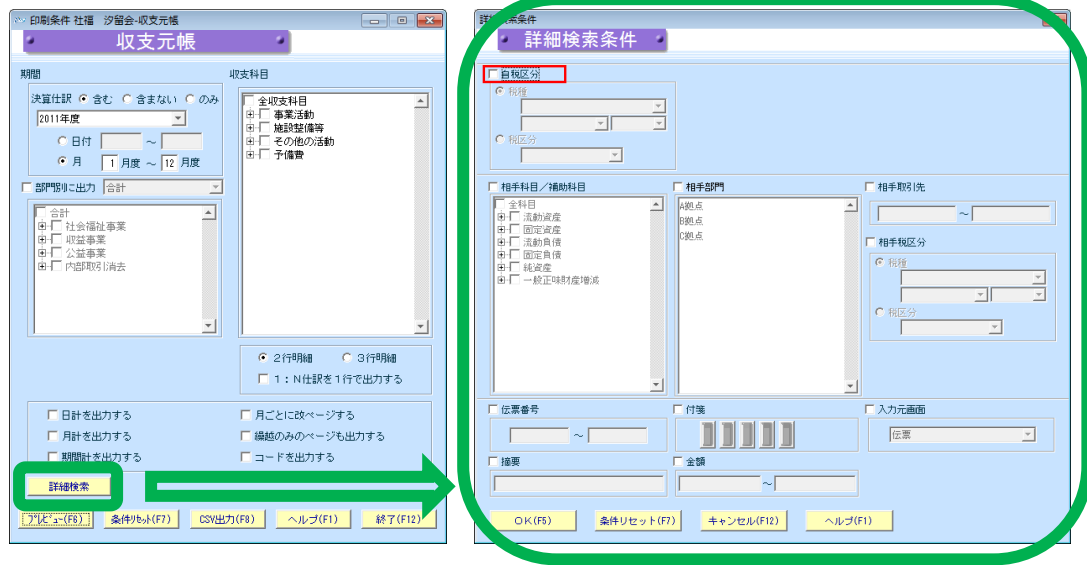 印刷条件 社福 汐留会-収支元帳
収支元帳
期間
決算仕訳 含む 含まない のみ
2011年度
日付 ～
月 1 月度 ～ 12 月度
部門別に出力 合計
合計
社会福祉事業
収益事業
公益事業
内部取引消去
収支科目
全収支科目
事業活動
施設整備等
その他の活動
予備費
2行明細 3行明細
1：N仕訳を1行で出力する
日計を出力する
月計を出力する
期間計を出力する
月ごとに改ページする
繰越のみのページも出力する
コードを出力する
詳細検索
ﾌﾟﾚﾋﾞｭｰ(F6) 条件ﾘｾｯﾄ(F7) CSV出力(F8) ヘルプ(F1) 終了(F12)
詳細検索条件
詳細検索条件
自税区分
税種
税区分
相手科目／補助科目
全科目
流動資産
固定資産
流動負債
固定負債
純資産
一般正味財産増減
相手部門
A拠点
B拠点
C拠点
相手取引先
～
相手税区分
税種
税区分
伝票番号
～
付箋
入力元画面
伝票
摘要
金額
～
OK(F5) 条件リセット(F7) キャンセル(F12) ヘルプ(F1)